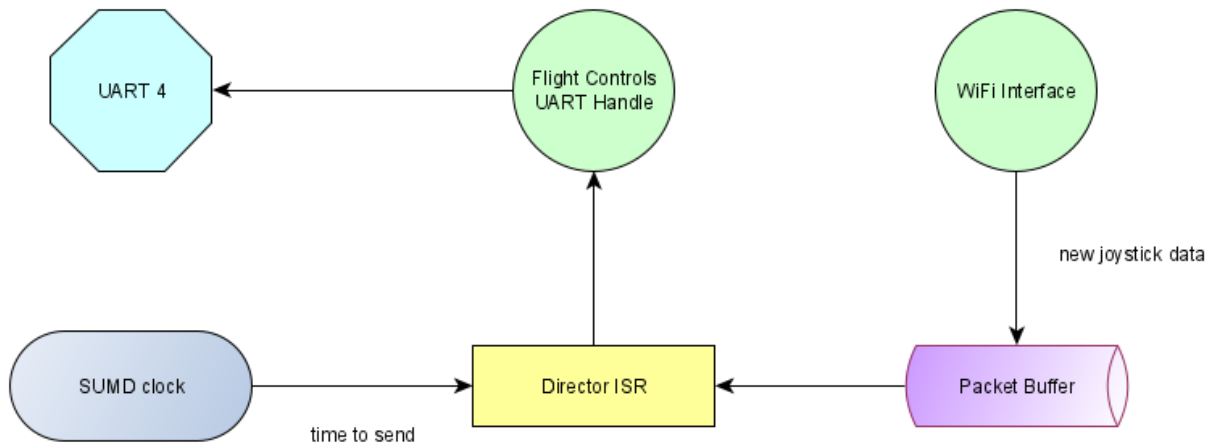 UART 4
Flight Controls
UART Handle
WiFi Interface
new joystick data
SUMD clock
time to send
Director ISR
Packet Buffer